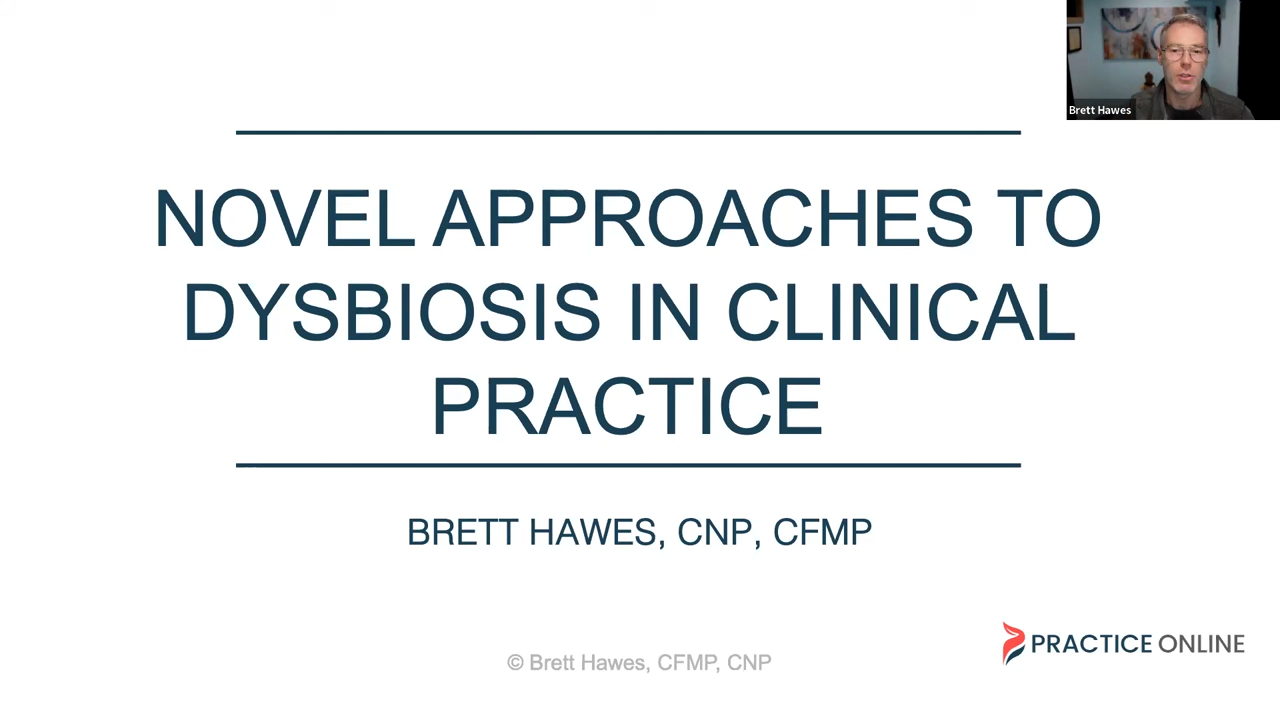 Brett Hawes
NOVEL APPROACHES TO
DYSBIOSIS IN CLINICAL
PRACTICE
BRETT HAWES, CNP, CFMP
PRACTICE ONLINE
© Brett Hawes, CFMP, CNP